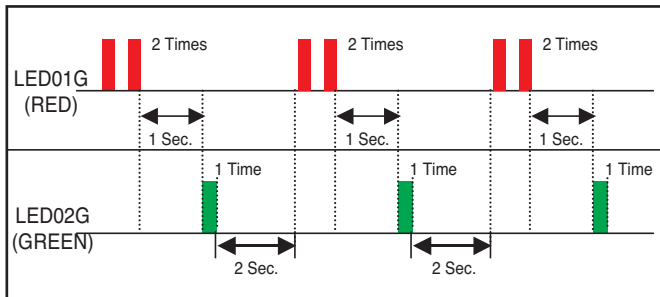 2 Times 2 Times 2 Times
LED01G
(RED)
1 Sec. 1 Sec. 1 Sec.
1 Time 1 Time 1 Time
LED02G
(GREEN)
2 Sec. 2 Sec.